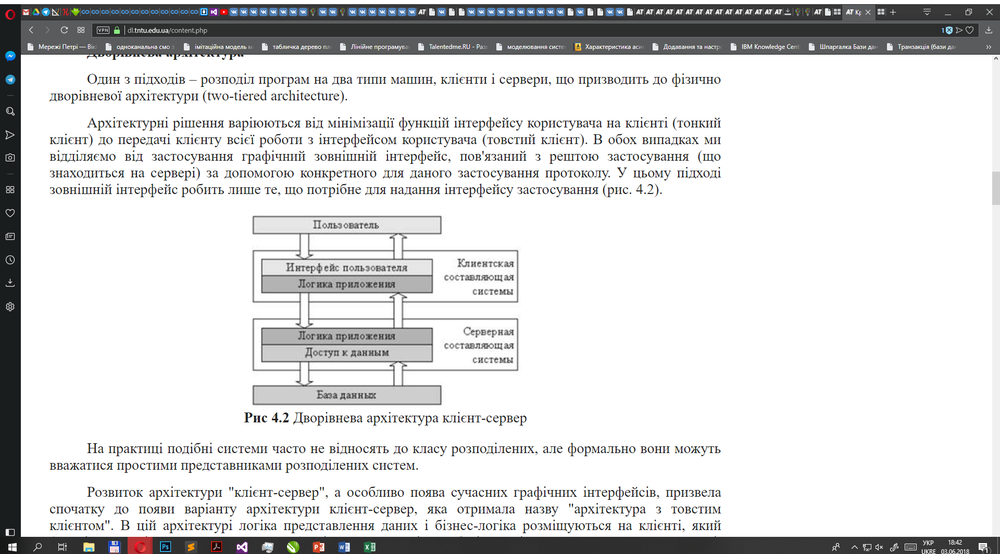 Кр
VPN
dl.tntu.edu.ua/content.php
1
Мережі Петрі — Вікі
одноканальна смо з
імітаційна модель м
табличка дерево пл
Лінійне програмува
Talentedme.RU - Разв
моделювання систе
Характеристика аси
Додавання та настро
IBM Knowledge Cent
Шпаргалка Бази дан
Транзакція (бази да
Дворівнева архітектура
Один з підходів – розподіл програм на два типи машин, клієнти і сервери, що призводить до фізично
дворівневої архітектури (two-tiered architecture).
Архітектурні рішення варіюються від мінімізації функцій інтерфейсу користувача на клієнті (тонкий
клієнт) до передачі клієнту всієї роботи з інтерфейсом користувача (товстий клієнт). В обох випадках ми
відділяємо від застосування графічний зовнішній інтерфейс, пов'язаний з рештою застосування (що
знаходиться на сервері) за допомогою конкретного для даного застосування протоколу. У цьому підході
зовнішній інтерфейс робить лише те, що потрібне для надання інтерфейсу застосування (рис. 4.2).
Пользователь
Интерфейс пользователя
Логика приложения
Клиентская
составляющая
системы
Логика приложения
Доступ к данным
Серверная
составляющая
системы
База данных
Рис 4.2 Дворівнева архітектура клієнт-сервер
На практиці подібні системи часто не відносять до класу розподілених, але формально вони можуть
вважатися простими представниками розподілених систем.
Розвиток архітектури "клієнт-сервер", а особливо поява сучасних графічних інтерфейсів, призвела
спочатку до появи варіанту архітектури клієнт-сервер, яка отримала назву "архітектура з товстим
клієнтом". В цій архітектурі логіка представлення даних і бізнес-логіка розміщуються на клієнті, який
УКР
UKRE
18:42
03.06.2018
1